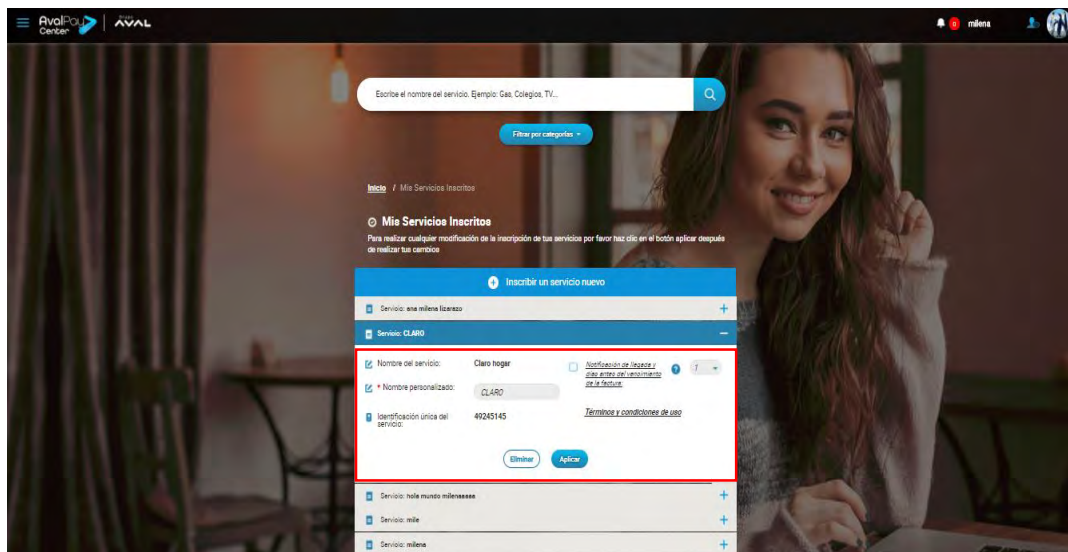 AvalPay
Center
Grupo
AVAL
0
milena
Escribe el nombre del servicio. Ejemplo: Gas, Colegios, TV...
Filtrar por categorías
Inicio / Mis Servicios Inscritos
Mis Servicios Inscritos
Para realizar cualquier modificación de la inscripción de tus servicios por favor haz clic en el botón aplicar después
de realizar tus cambios
Inscribir un servicio nuevo
Servicio: ana milena lizarazo
Servicio: CLARO
Nombre del servicio: Claro hogar
Notificación de llegada y
días antes del vencimiento
de la factura:
? 1
* Nombre personalizado: CLARO
Identificación única del
servicio:
49245145
Términos y condiciones de uso
Eliminar Aplicar
Servicio: hola mundo milenaaaaa
Servicio: mile
Servicio: milena